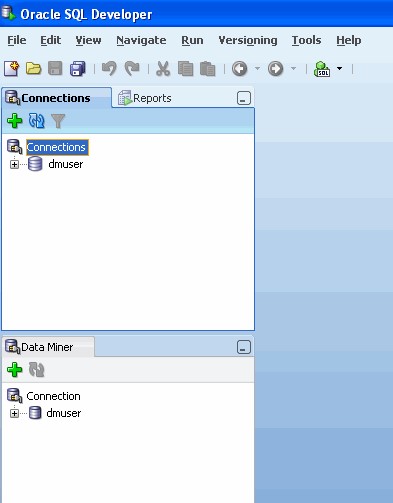 Oracle SQL Developer
File Edit View Navigate Run Versioning Tools Help
SQL
Connections Reports
Connections
dmuser
Data Miner
Connection
dmuser